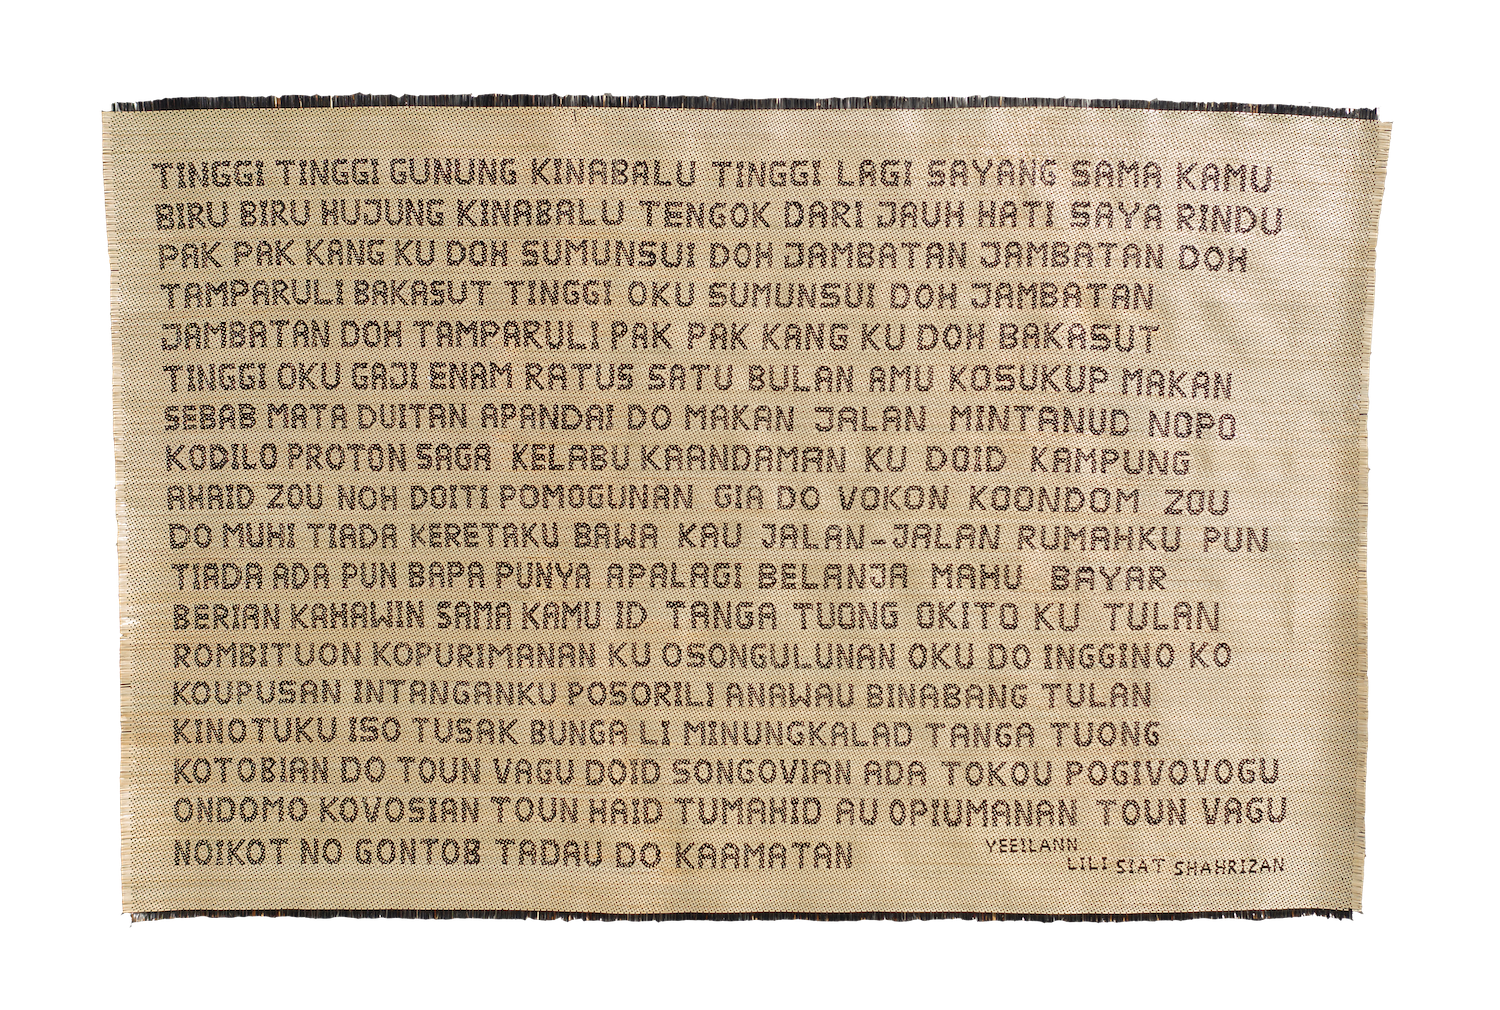 TINGGI TINGGI GUNUNG KINABALU TINGGI LAGI SAYANG SAMA KAMU
BIRU BIRU HUJUNG KINABALU TENGOK DARI JAUH HATI SAYA RINDU
PAK PAK KANG KU DOH SUMUNSUI DOH JAMBATAN JAMBATAN DOH
TAMPARULI BAKASUT TINGGI OKU SUMUNSUI DOH JAMBATAN
JAMBATAN DOH TAMPARULI PAK PAK KANG KU DOH BAKASUT
TINGGI OKU GAJI ENAM RATUS SATU BULAN AMU KOSUKUP MAKAN
SEBAB MATA DUITAN APANDAI DO MAKAN JALAN MINTANUD NOPO
KODILO PROTON SAGA KELABU KAANDAMAN KU DOID KAMPUNG
AHAID ZOU NOH DOITI POMOGUNAN GIA DO VOKON KOONDOM ZOU
DO MUHI TIADA KERETAKU BAWA KAU JALAN-JALAN RUMAHKU PUN
TIADA ADA PUN BAPA PUNYA APALAGI BELANJA MAHU BAYAR
BERIAN KAHAWIN SAMA KAMU ID TANGA TUONG OKITO KU TULAN
ROMBITUON KOPURIMANAN KU OSONGULUNAN OKU DO INGGINO KO
KOUPUSAN INTANGANKU POSORILI ANAWAU BINABANG TULAN
KINOTUKU ISO TUSAK BUNGA LI MINUNGKALAD TANGA TUONG
KOTOBIAN DO TOUN VAGU DOID SONGOVIAN ADA TOKOU POGIVOVOGU
ONDOMO KOVOSIAN TOUN HAID TUMAHID AU OPIUMANAN TOUN VAGU
NOIKOT NO GONTOB TADAU DO KAAMATAN
YEEILANN
LILI SIAT SHAHRIZAN